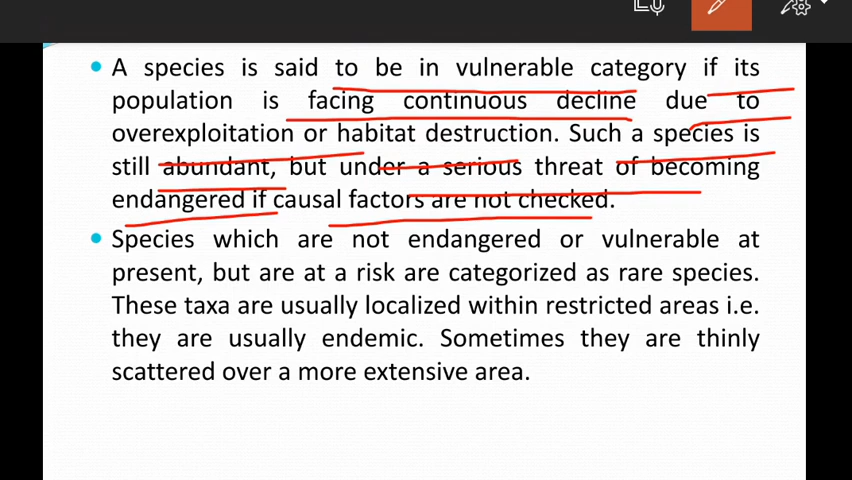 • A species is said to be in vulnerable category if its
population is facing continuous decline due to
overexploitation or habitat destruction. Such a species is
still abundant, but under a serious threat of becoming
endangered if causal factors are not checked.
• Species which are not endangered or vulnerable at
present, but are at a risk are categorized as rare species.
These taxa are usually localized within restricted areas i.e.
they are usually endemic. Sometimes they are thinly
scattered over a more extensive area.